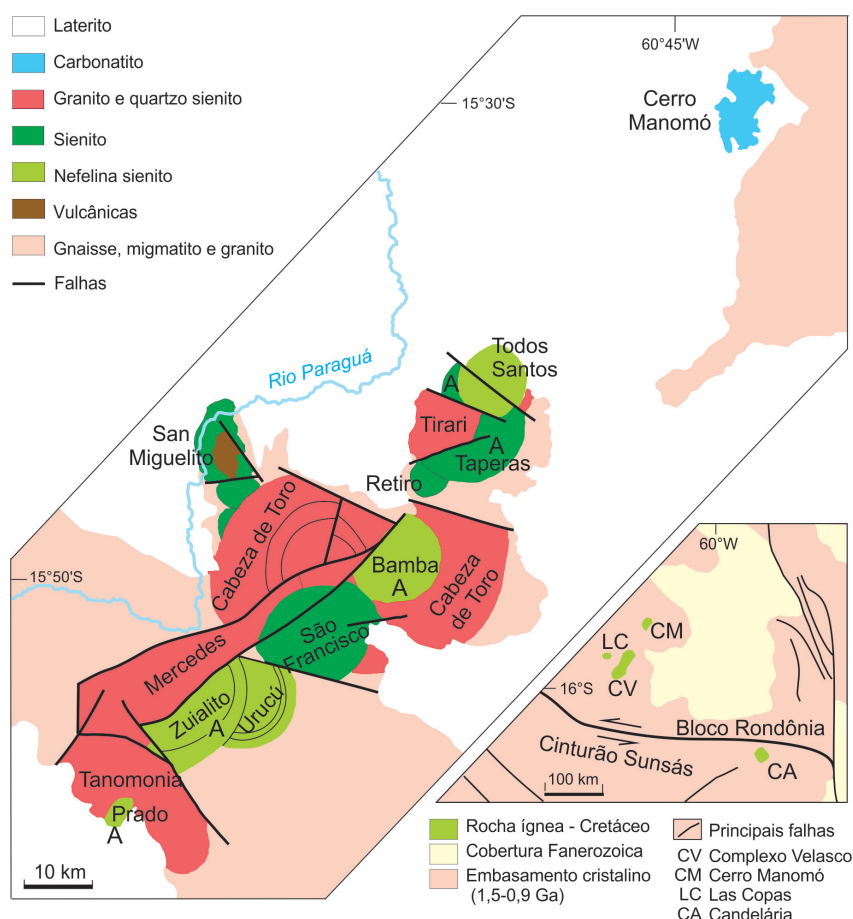 Laterito
Carbonatito
Granito e quartzo sienito
Sienito
Nefelina sienito
Vulcânicas
Gnaisse, migmatito e granito
Falhas
60°45'W
15°30'S
Cerro
Manomó
Rio Paraguá
Todos
Santos
A
Tirari
A
Taperas
San
Miguelito
Retiro
Cabeza de Toro
Bamba
A
Cabeza
de Toro
15°50'S
São
Francisco
Mercedes
Zuialito
A
Urucú
Tanomonia
Prado
A
10 km
60°W
CM
LC
CV
16°S
Bloco Rondônia
Cinturão Sunsás
CA
100 km
Rocha ígnea - Cretáceo
Cobertura Fanerozoica
Embasamento cristalino
(1,5-0,9 Ga)
Principais falhas
CV Complexo Velasco
CM Cerro Manomó
LC Las Copas
CA Candelária